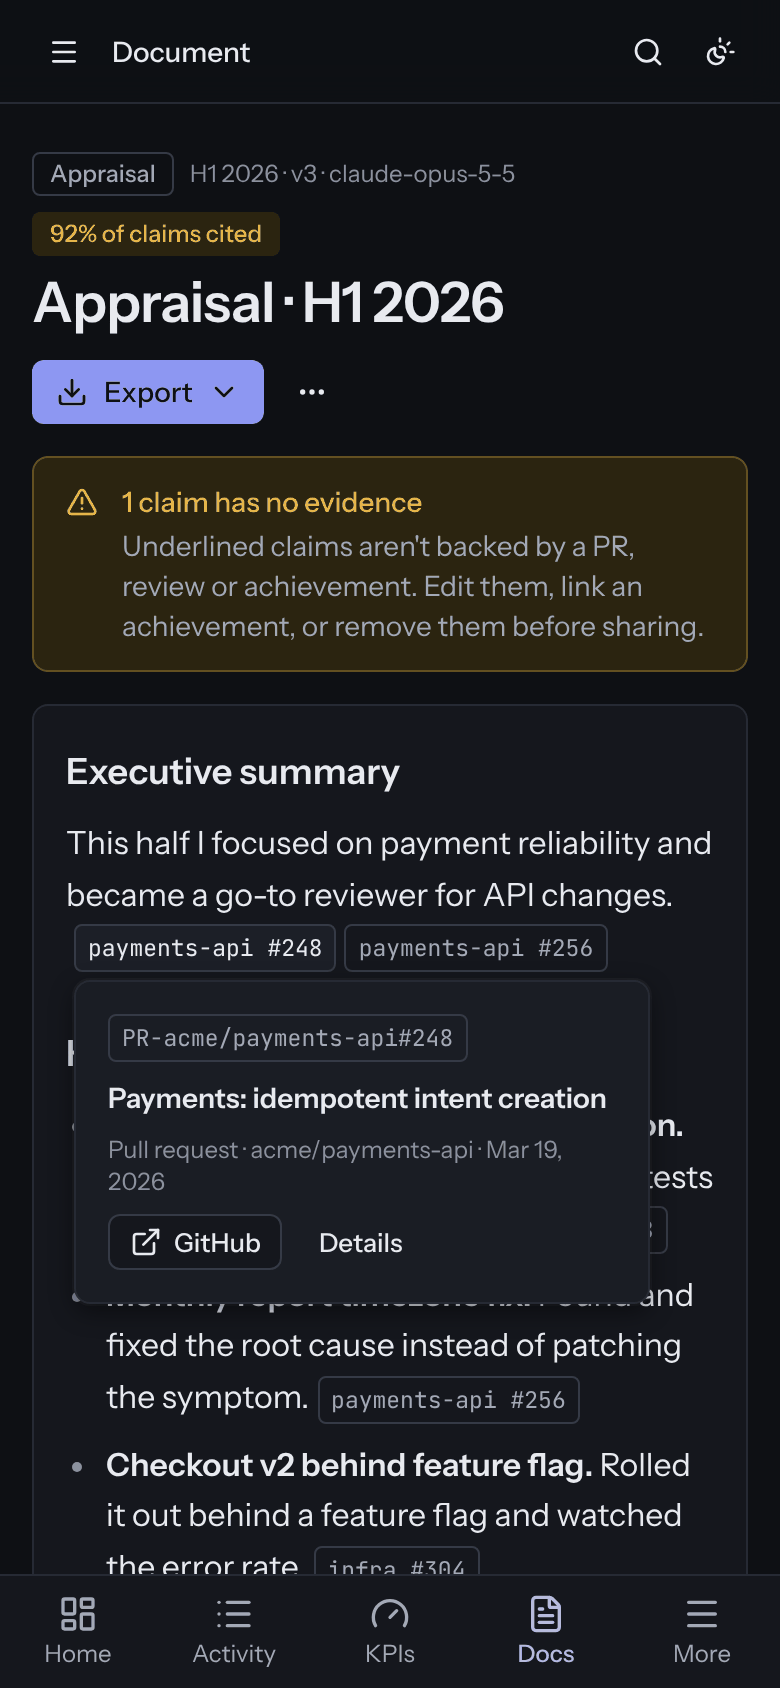 Document
Appraisal H1 2026 · v3 · claude-opus-5-5
92% of claims cited
Appraisal · H1 2026
Export
1 claim has no evidence
Underlined claims aren't backed by a PR,
review or achievement. Edit them, link an
achievement, or remove them before sharing.
Executive summary
This half I focused on payment reliability and
became a go-to reviewer for API changes.
payments-api #248 payments-api #256
PR-acme/payments-api#248
Payments: idempotent intent creation
Pull request · acme/payments-api · Mar 19,
2026
GitHub Details
tests
and
fixed the root cause instead of patching
the symptom. payments-api #256
Checkout v2 behind feature flag. Rolled
it out behind a feature flag and watched
the error rate. infra #304
Home Activity KPIs Docs More